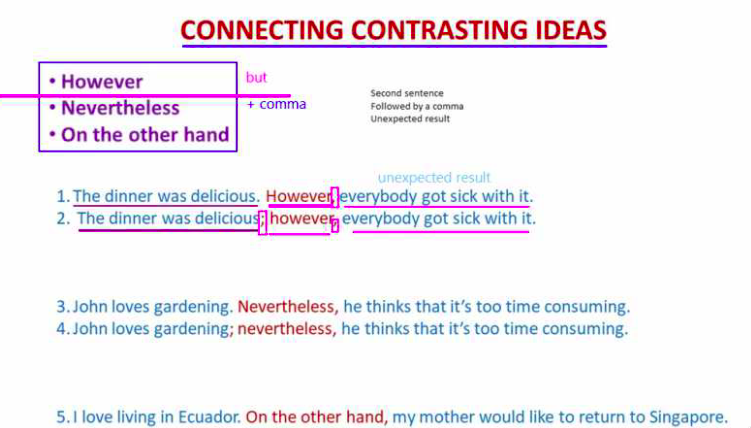 CONNECTING CONTRASTING IDEAS
• However
but
• Nevertheless
+ comma
• On the other hand
Second sentence
Followed by a comma
Unexpected result
unexpected result
1. The dinner was delicious. However, everybody got sick with it.
2. The dinner was delicious; however, everybody got sick with it.
3. John loves gardening. Nevertheless, he thinks that it's too time consuming.
4. John loves gardening; nevertheless, he thinks that it's too time consuming.
5. I love living in Ecuador. On the other hand, my mother would like to return to Singapore.